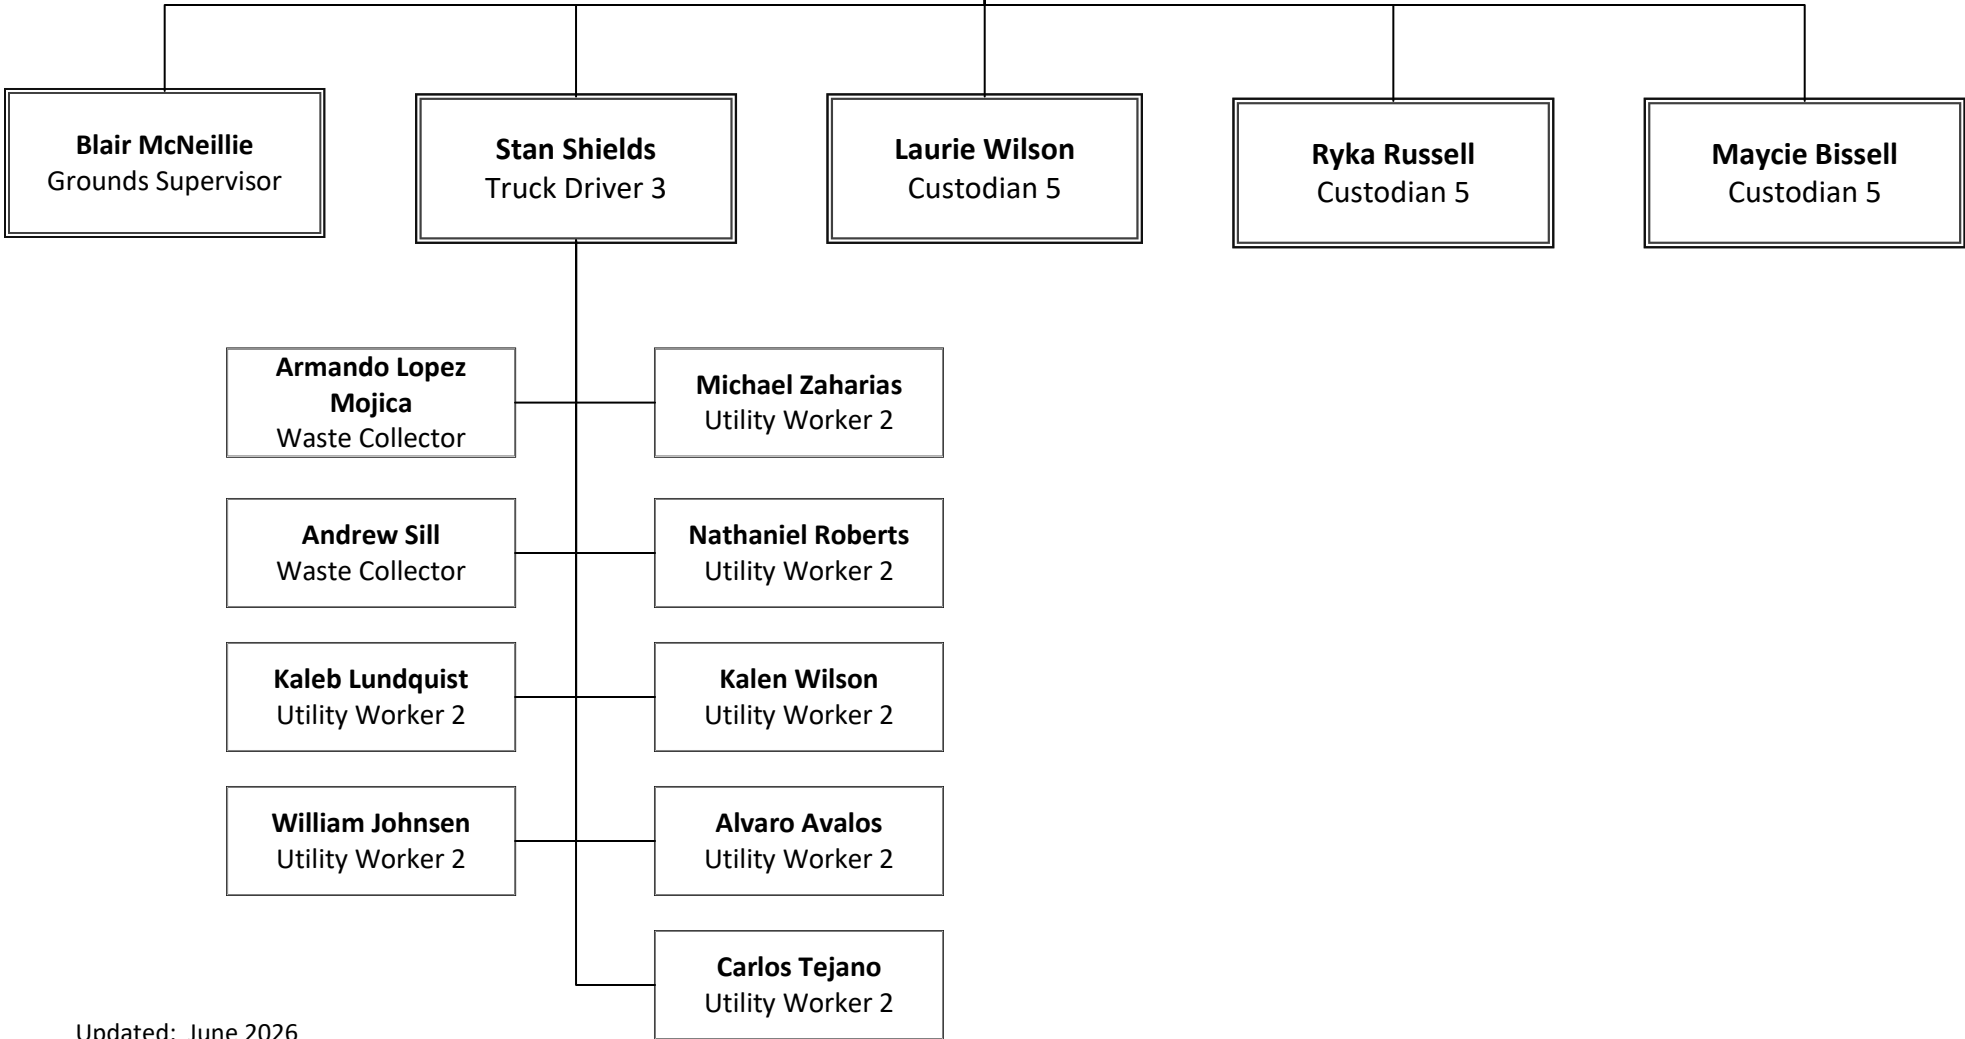 Blair McNeillie
Grounds Supervisor
Stan Shields
Truck Driver 3
Laurie Wilson
Custodian 5
Ryka Russell
Custodian 5
Maycie Bissell
Custodian 5
Armando Lopez
Mojica
Waste Collector
Michael Zaharias
Utility Worker 2
Andrew Sill
Waste Collector
Nathaniel Roberts
Utility Worker 2
Kaleb Lundquist
Utility Worker 2
Kalen Wilson
Utility Worker 2
William Johnsen
Utility Worker 2
Alvaro Avalos
Utility Worker 2
Carlos Tejano
Utility Worker 2
Updated: June 2026